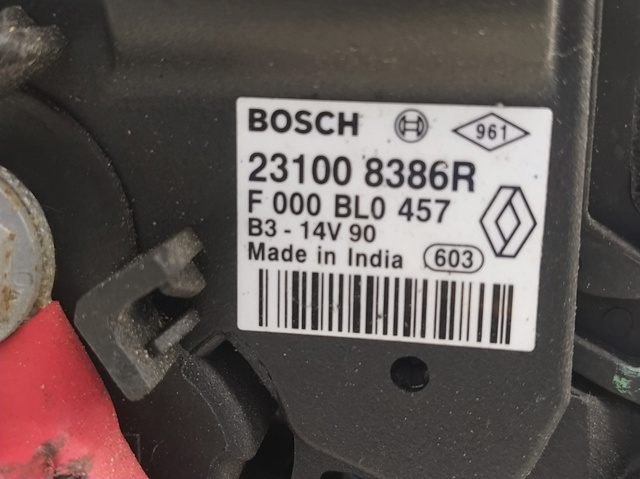 BOSCH 961
23100 8386R
F 000 BL0 457
B3 - 14V 90
Made in India 603